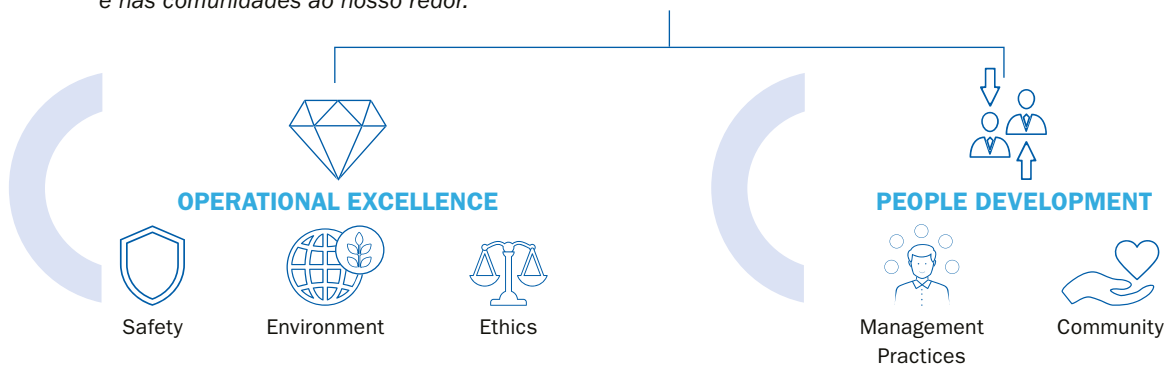 e nas comunidades ao nosso redor.
OPERATIONAL EXCELLENCE
PEOPLE DEVELOPMENT
Safety
Environment
Ethics
Management
Practices
Community